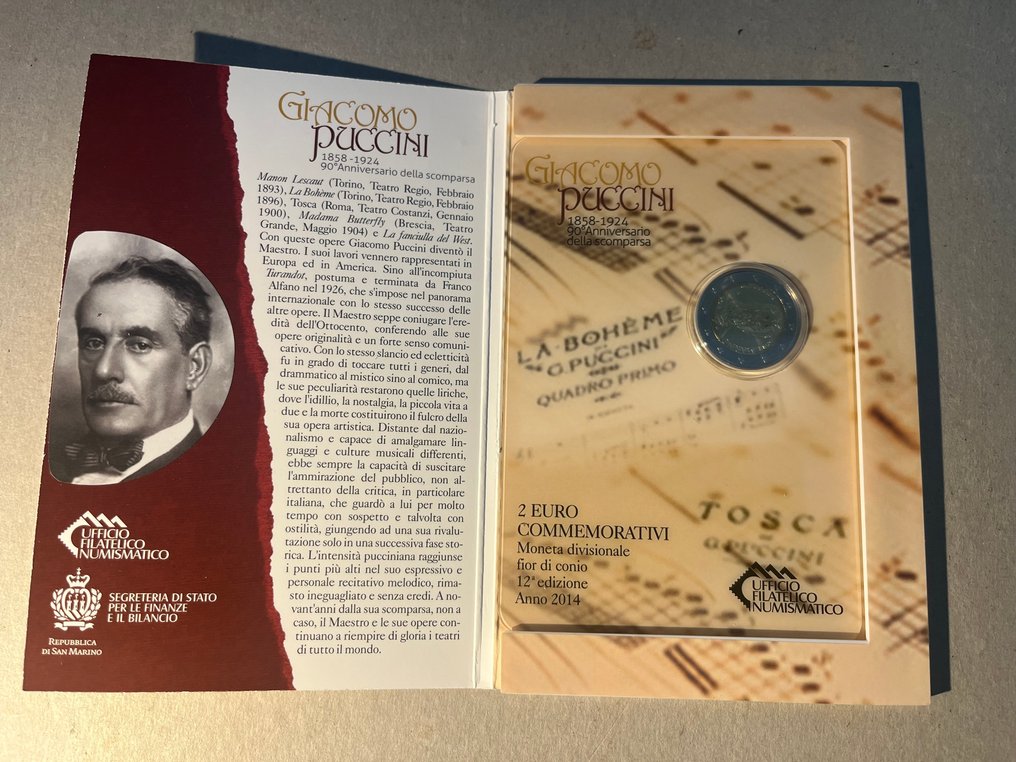 GIACOMO
PUCCINI
1858-1924
90°Anniversario della scomparsa
Manon Lescaut (Torino, Teatro Regio, Febbraio
1893), La Bohème (Torino, Teatro Regio, Febbraio
1896), Tosca (Roma, Teatro Costanzi, Gennaio
1900), Madama Butterfly (Brescia, Teatro
Grande, Maggio 1904) e La fanciulla del West.
Con queste opere Giacomo Puccini diventò il
Maestro. I suoi lavori vennero rappresentati in
Europa ed in America. Sino all'incompiuta
Turandot, postuma e terminata da Franco
Alfano nel 1926, che s'impose nel panorama
internazionale con lo stesso successo delle
altre opere. Il Maestro seppe coniugare l'ere-
dità dell'Ottocento, conferendo alle sue
opere originalità e un forte senso comuni-
cativo. Con lo stesso slancio ed ecletticità
fu in grado di toccare tutti i generi, dal
drammatico al mistico sino al comico, ma
le sue peculiarità restarono quelle liriche,
dove l'idillio, la nostalgia, la piccola vita a
due e la morte costituirono il fulcro della
sua opera artistica. Distante dal nazio-
nalismo e capace di amalgamare lin-
guaggi e culture musicali differenti,
ebbe sempre la capacità di suscitare
l'ammirazione del pubblico, non al-
trettanto della critica, in particolare
italiana, che guardò a lui per molto
tempo con sospetto e talvolta con
ostilità, giungendo ad una sua rivalu-
tazione solo in una successiva fase sto-
rica. L'intensità pucciniana raggiunse
i punti più alti nel suo espressivo e
personale recitativo melodico, rima-
sto ineguagliato e senza eredi. A no-
vant'anni dalla sua scomparsa, non a
caso, il Maestro e le sue opere con-
tinuano a riempire di gloria i teatri
di tutto il mondo.
UFFICIO
FILATELICO
NUMISMATICO
SEGRETERIA DI STATO
PER LE FINANZE
E IL BILANCIO
REPUBBLICA
DI SAN MARINO
GIACOMO
PUCCINI
1858-1924
90°Anniversario
della scomparsa
LA·BOHÈME
G.PUCCINI
QUADRO PRIMO
TOSCA
G.PUCCINI
2 EURO
COMMEMORATIVI
Moneta divisionale
fior di conio
12ª edizione
Anno 2014
UFFICIO
FILATELICO
NUMISMATICO